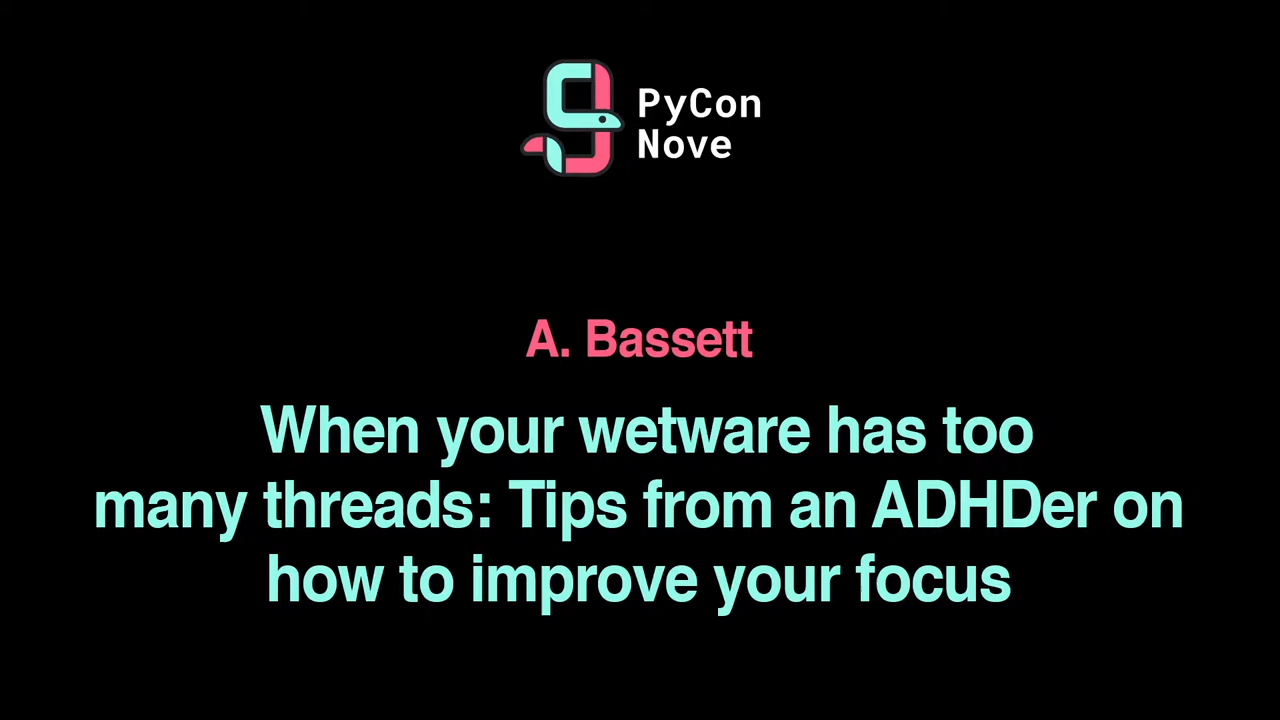 PyCon
Nove
A. Bassett
When your wetware has too
many threads: Tips from an ADHDer on
how to improve your focus